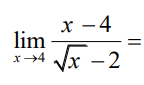 lim x→4 (x − 4) / (√x − 2) =